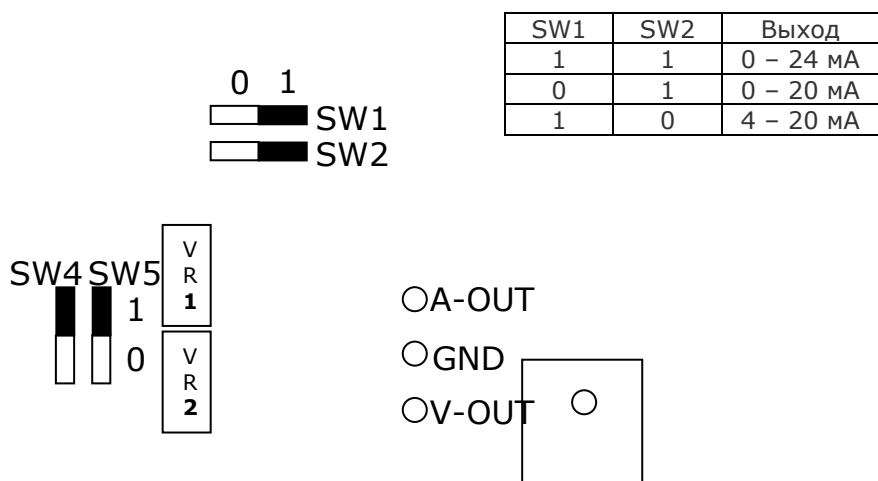 SW1 SW2 Выход
1 1 0 – 24 мА
0 1 0 – 20 мА
1 0 4 – 20 мА
0 1
SW1
SW2
SW4 SW5
1
0
V
R
1
V
R
2
A-OUT
GND
V-OUT